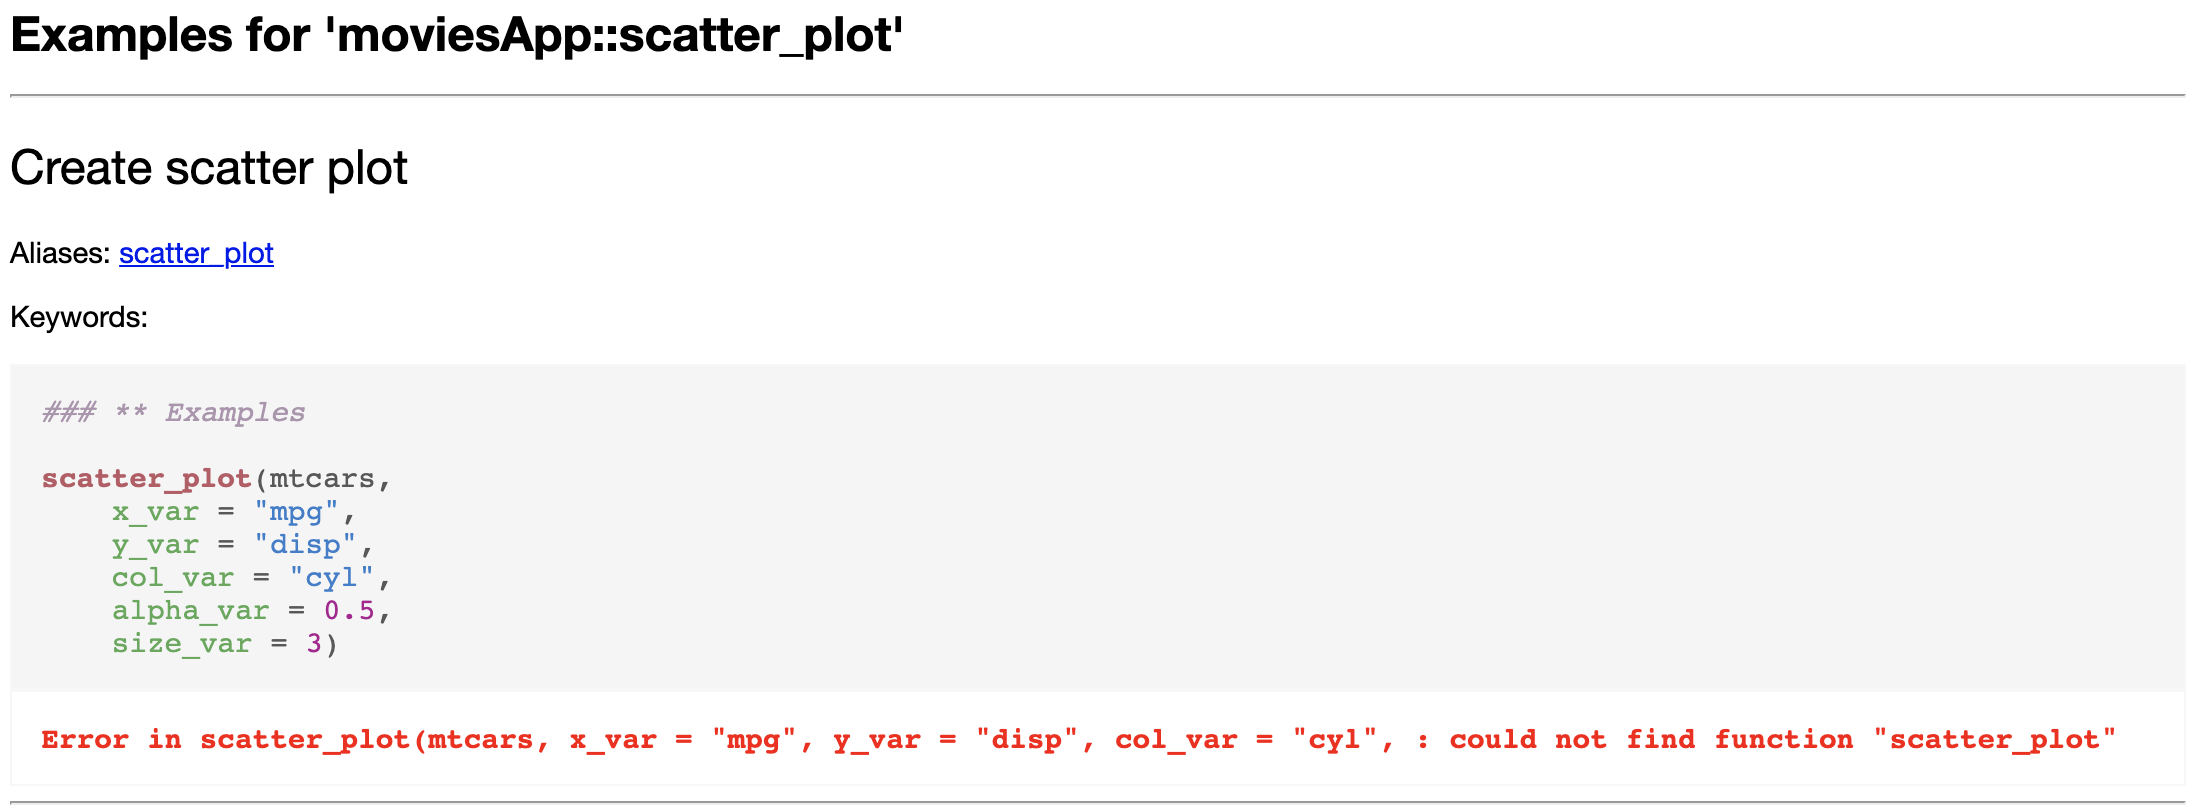 Examples for 'moviesApp::scatter_plot'
Create scatter plot
Aliases: scatter_plot
Keywords:
### ** Examples
scatter_plot(mtcars,
    x_var = "mpg",
    y_var = "disp",
    col_var = "cyl",
    alpha_var = 0.5,
    size_var = 3)
Error in scatter_plot(mtcars, x_var = "mpg", y_var = "disp", col_var = "cyl", : could not find function "scatter_plot"